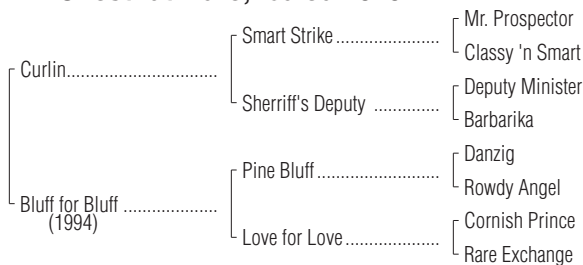 Smart Strike ................
Mr. Prospector
Classy 'n Smart
Curlin..............................
Sherriff's Deputy ..............
Deputy Minister
Barbarika
Pine Bluff........................
Danzig
Rowdy Angel
Bluff for Bluff ...................
(1994)
Love for Love...................
Cornish Prince
Rare Exchange